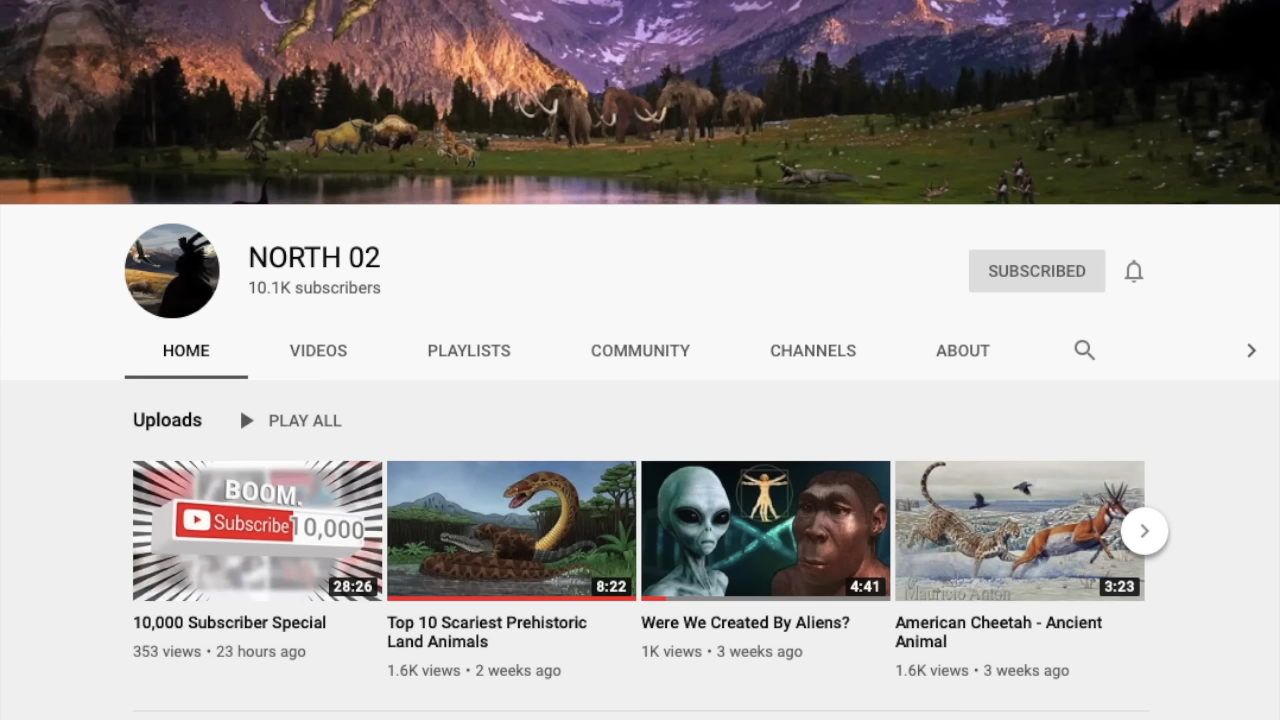 NORTH 02
10.1K subscribers
SUBSCRIBED
HOME VIDEOS PLAYLISTS COMMUNITY CHANNELS ABOUT
Uploads PLAY ALL
BOOM.
Subscribe 10,000
28:26
8:22
4:41
Mauricio Anton
3:23
10,000 Subscriber Special
353 views • 23 hours ago
Top 10 Scariest Prehistoric
Land Animals
1.6K views • 2 weeks ago
Were We Created By Aliens?
1K views • 3 weeks ago
American Cheetah - Ancient
Animal
1.6K views • 3 weeks ago